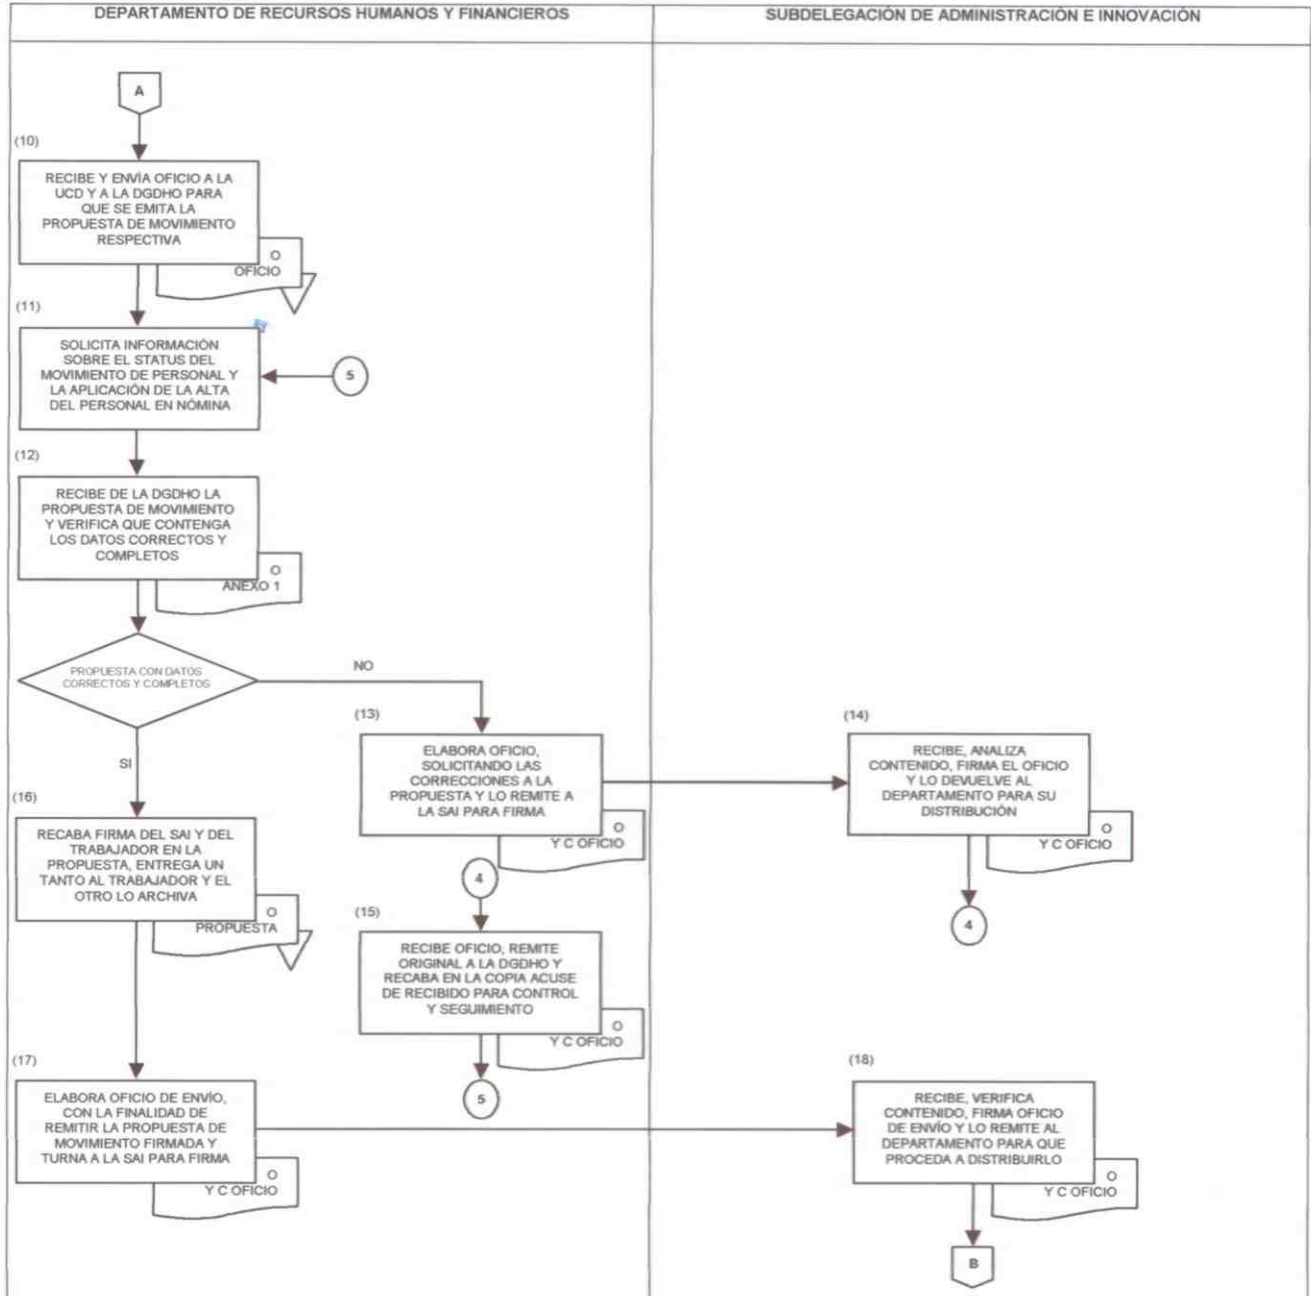 DEPARTAMENTO DE RECURSOS HUMANOS Y FINANCIEROS
SUBDELEGACIÓN DE ADMINISTRACIÓN E INNOVACIÓN
A
(10)
RECIBE Y ENVÍA OFICIO A LA
UCD Y A LA DGDHO PARA
QUE SE EMITA LA
PROPUESTA DE MOVIMIENTO
RESPECTIVA
O
OFICIO
(11)
SOLICITA INFORMACIÓN
SOBRE EL STATUS DEL
MOVIMIENTO DE PERSONAL Y
LA APLICACIÓN DE LA ALTA
DEL PERSONAL EN NÓMINA
5
(12)
RECIBE DE LA DGDHO LA
PROPUESTA DE MOVIMIENTO
Y VERIFICA QUE CONTENGA
LOS DATOS CORRECTOS Y
COMPLETOS
O
ANEXO 1
PROPUESTA CON DATOS
CORRECTOS Y COMPLETOS
NO
SI
(13)
ELABORA OFICIO,
SOLICITANDO LAS
CORRECCIONES A LA
PROPUESTA Y LO REMITE A
LA SAI PARA FIRMA
O
Y C OFICIO
(14)
RECIBE, ANALIZA
CONTENIDO, FIRMA EL OFICIO
Y LO DEVUELVE AL
DEPARTAMENTO PARA SU
DISTRIBUCIÓN
O
Y C OFICIO
4
4
(15)
RECIBE OFICIO, REMITE
ORIGINAL A LA DGDHO Y
RECABA EN LA COPIA ACUSE
DE RECIBIDO PARA CONTROL
Y SEGUIMIENTO
O
Y C OFICIO
5
(16)
RECABA FIRMA DEL SAI Y DEL
TRABAJADOR EN LA
PROPUESTA, ENTREGA UN
TANTO AL TRABAJADOR Y EL
OTRO LO ARCHIVA
O
PROPUESTA
(17)
ELABORA OFICIO DE ENVÍO,
CON LA FINALIDAD DE
REMITIR LA PROPUESTA DE
MOVIMIENTO FIRMADA Y
TURNA A LA SAI PARA FIRMA
O
Y C OFICIO
(18)
RECIBE, VERIFICA
CONTENIDO, FIRMA OFICIO
DE ENVÍO Y LO REMITE AL
DEPARTAMENTO PARA QUE
PROCEDA A DISTRIBUIRLO
O
Y C OFICIO
B